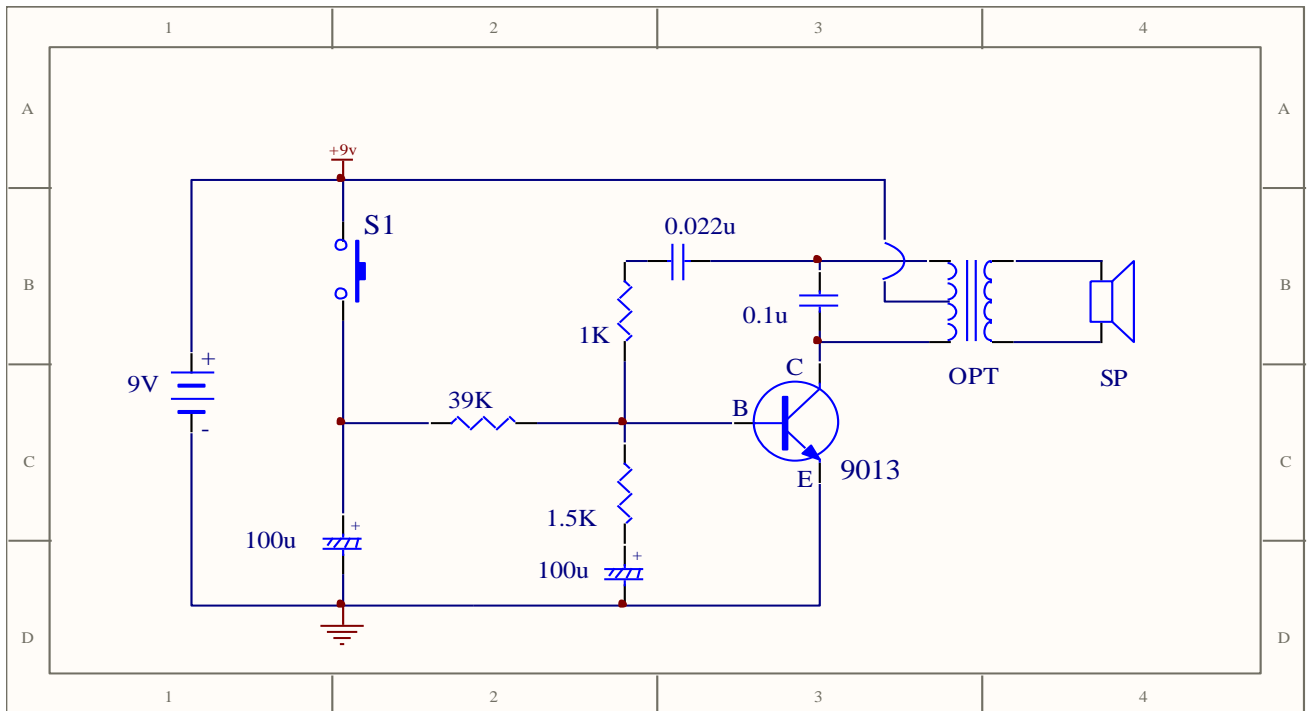 1 2 3 4
A A
+9v
S1
0.022u
B B
0.1u
1K
+
9V
C
OPT SP
39K
B
-
C C
E 9013
1.5K
+
100u
+
100u
D D
1 2 3 4